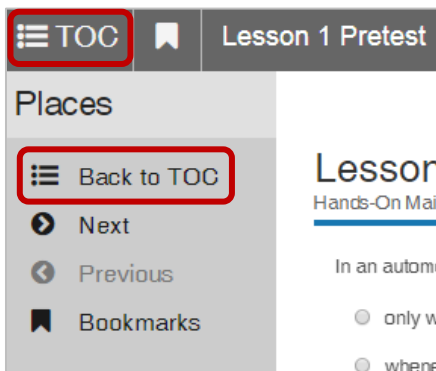 TOC Lesson 1 Pretest
Places
Back to TOC
Next
Previous
Bookmarks
Lesson
Hands-On Mai
In an autom
only w
whene